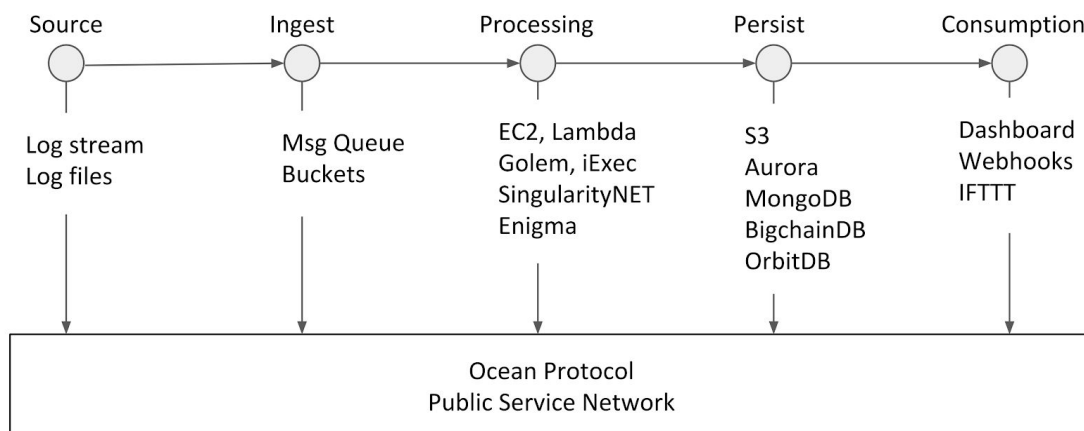 Source
Ingest
Processing
Persist
Consumption
Log stream
Log files
Msg Queue
Buckets
EC2, Lambda
Golem, iExec
SingularityNET
Enigma
S3
Aurora
MongoDB
BigchainDB
OrbitDB
Dashboard
Webhooks
IFTTT
Ocean Protocol
Public Service Network